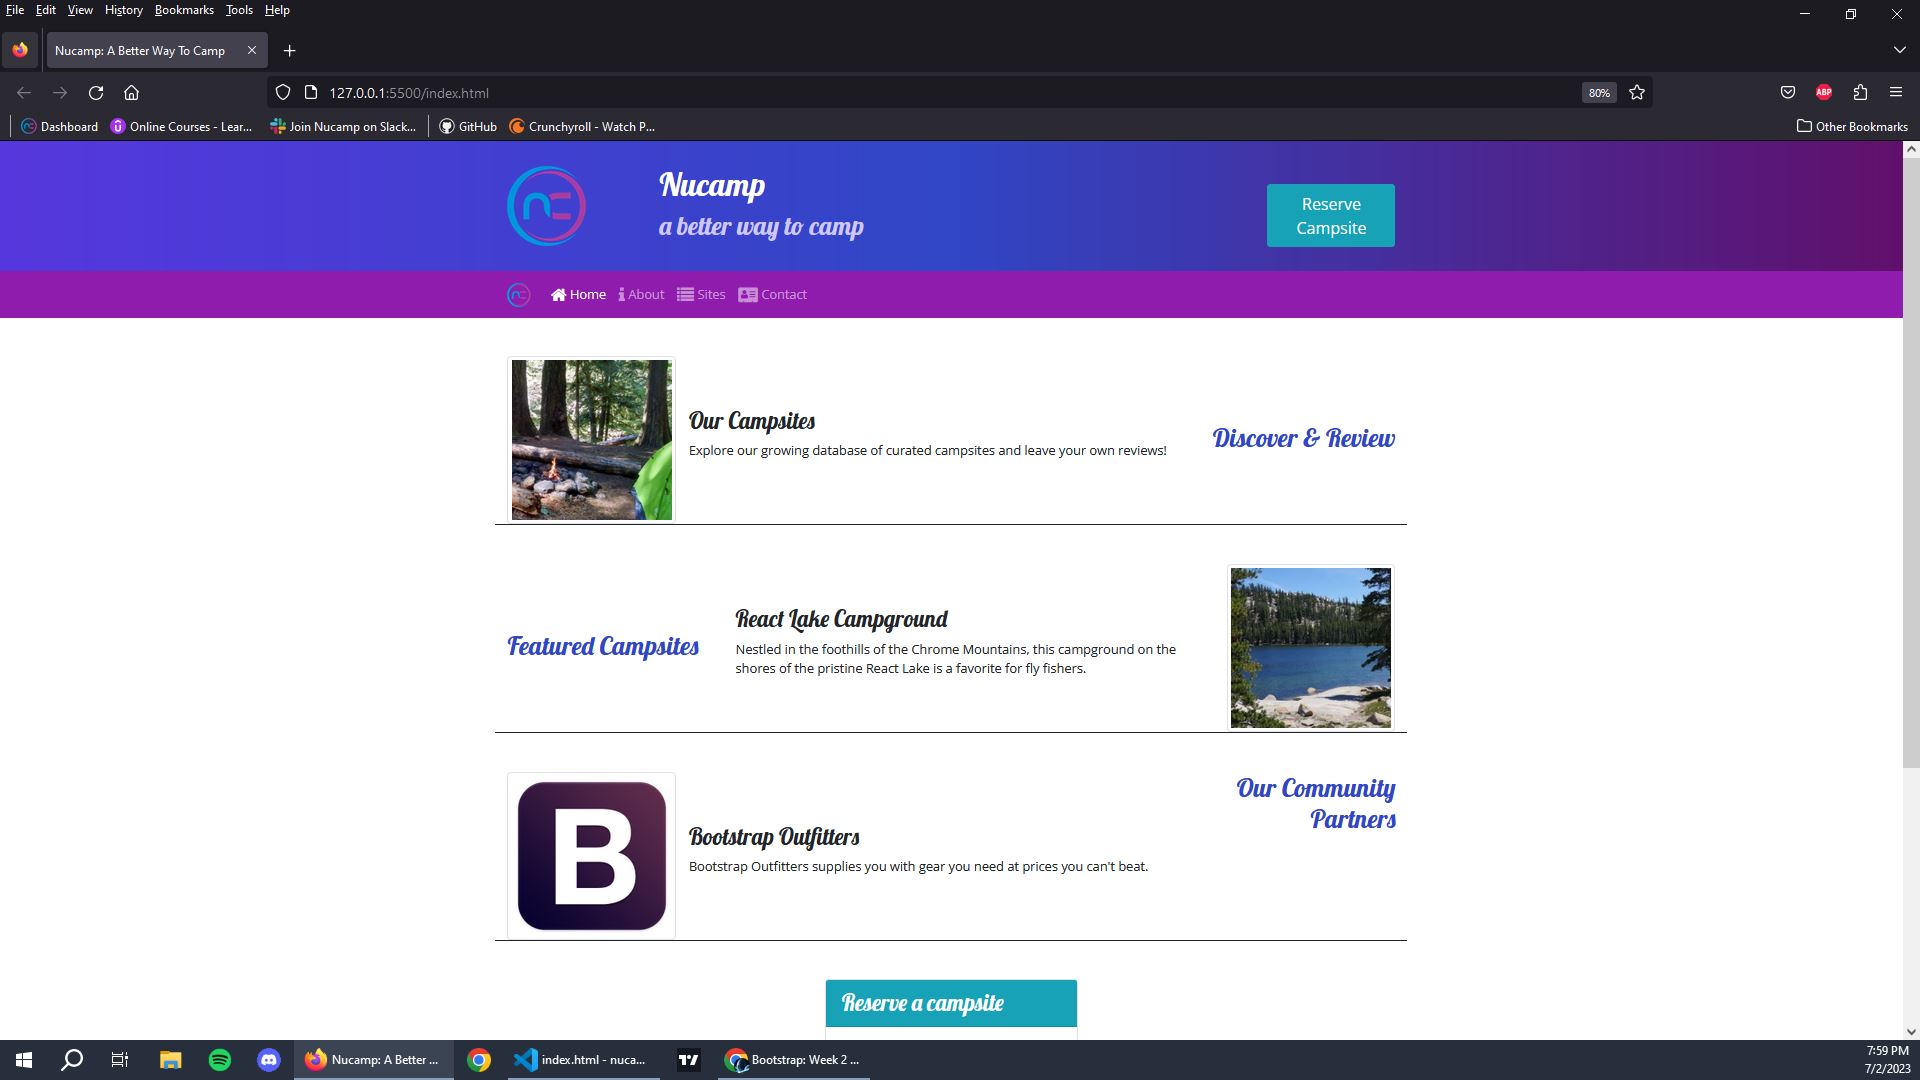 File Edit View History Bookmarks Tools Help
Nucamp: A Better Way To Camp
127.0.0.1:5500/index.html
80%
ABP
Dashboard
Online Courses - Lear...
Join Nucamp on Slack...
GitHub
Crunchyroll - Watch P...
Other Bookmarks
Nucamp
a better way to camp
Reserve
Campsite
Home About Sites Contact
Our Campsites
Explore our growing database of curated campsites and leave your own reviews!
Discover & Review
Featured Campsites
React Lake Campground
Nestled in the foothills of the Chrome Mountains, this campground on the
shores of the pristine React Lake is a favorite for fly fishers.
B
Bootstrap Outfitters
Bootstrap Outfitters supplies you with gear you need at prices you can't beat.
Our Community
Partners
Reserve a campsite
Nucamp: A Better ...
index.html - nuca...
Bootstrap: Week 2 ...
7:59 PM
7/2/2023